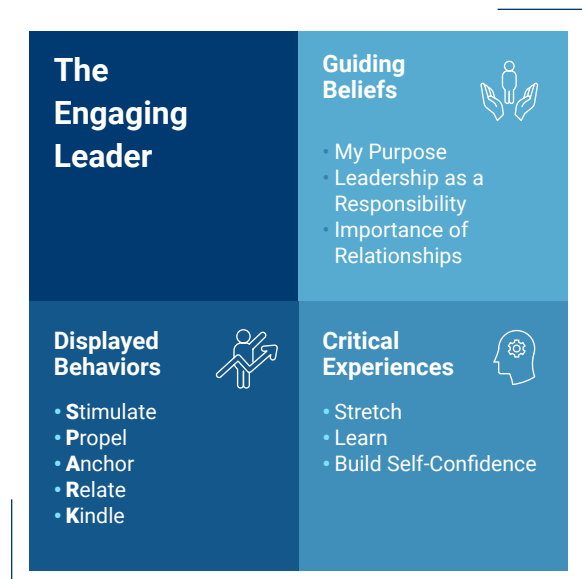 The
Engaging
Leader
Guiding
Beliefs
• My Purpose
• Leadership as a
Responsibility
• Importance of
Relationships
Displayed
Behaviors
• Stimulate
• Propel
• Anchor
• Relate
• Kindle
Critical
Experiences
• Stretch
• Learn
• Build Self-Confidence